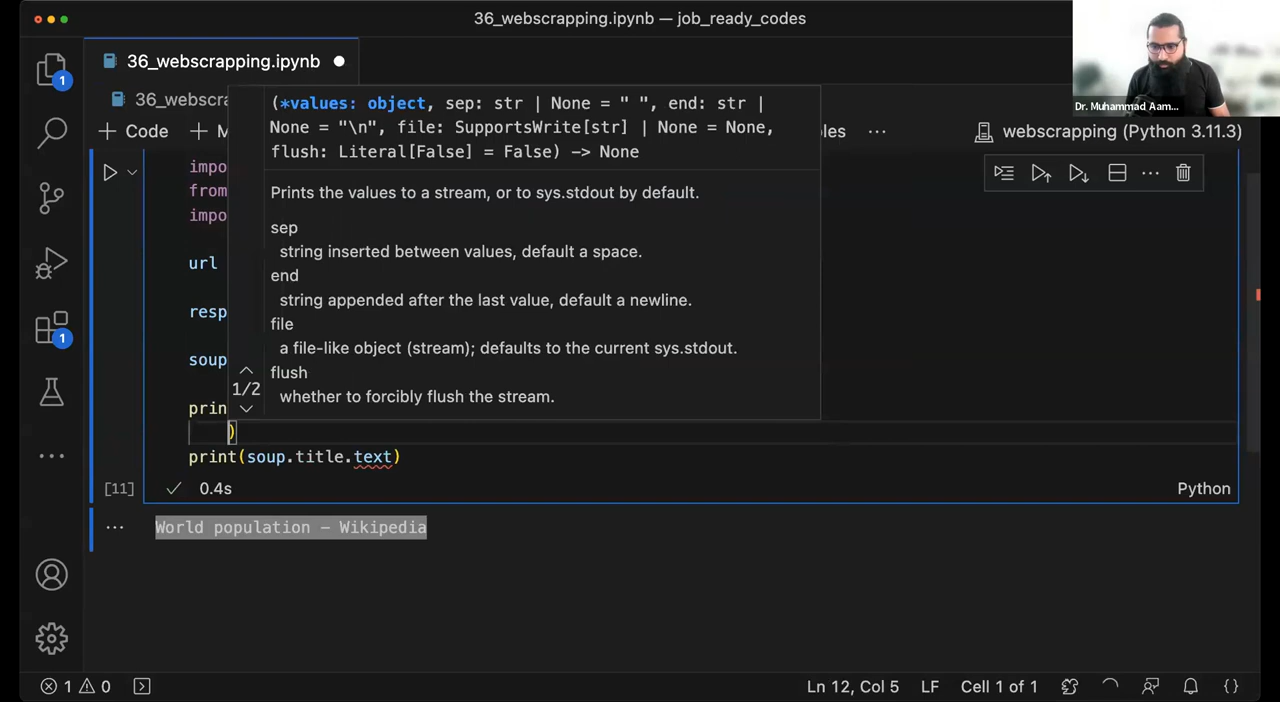 36_webscrapping.ipynb — job_ready_codes
36_webscrapping.ipynb
Dr. Muhammad Aam...
36_webscra
Code
M
les
webscrapping (Python 3.11.3)
(*values: object, sep: str | None = " ", end: str |
None = "\n", file: SupportsWrite[str] | None = None,
flush: Literal[False] = False) -> None
Prints the values to a stream, or to sys.stdout by default.
sep
string inserted between values, default a space.
end
string appended after the last value, default a newline.
file
a file-like object (stream); defaults to the current sys.stdout.
flush
whether to forcibly flush the stream.
1/2
impo
from
impo
url
resp
soup
prin
)
print(soup.title.text)
[11]
0.4s
Python
World population - Wikipedia
1
1
1 0
Ln 12, Col 5
LF
Cell 1 of 1